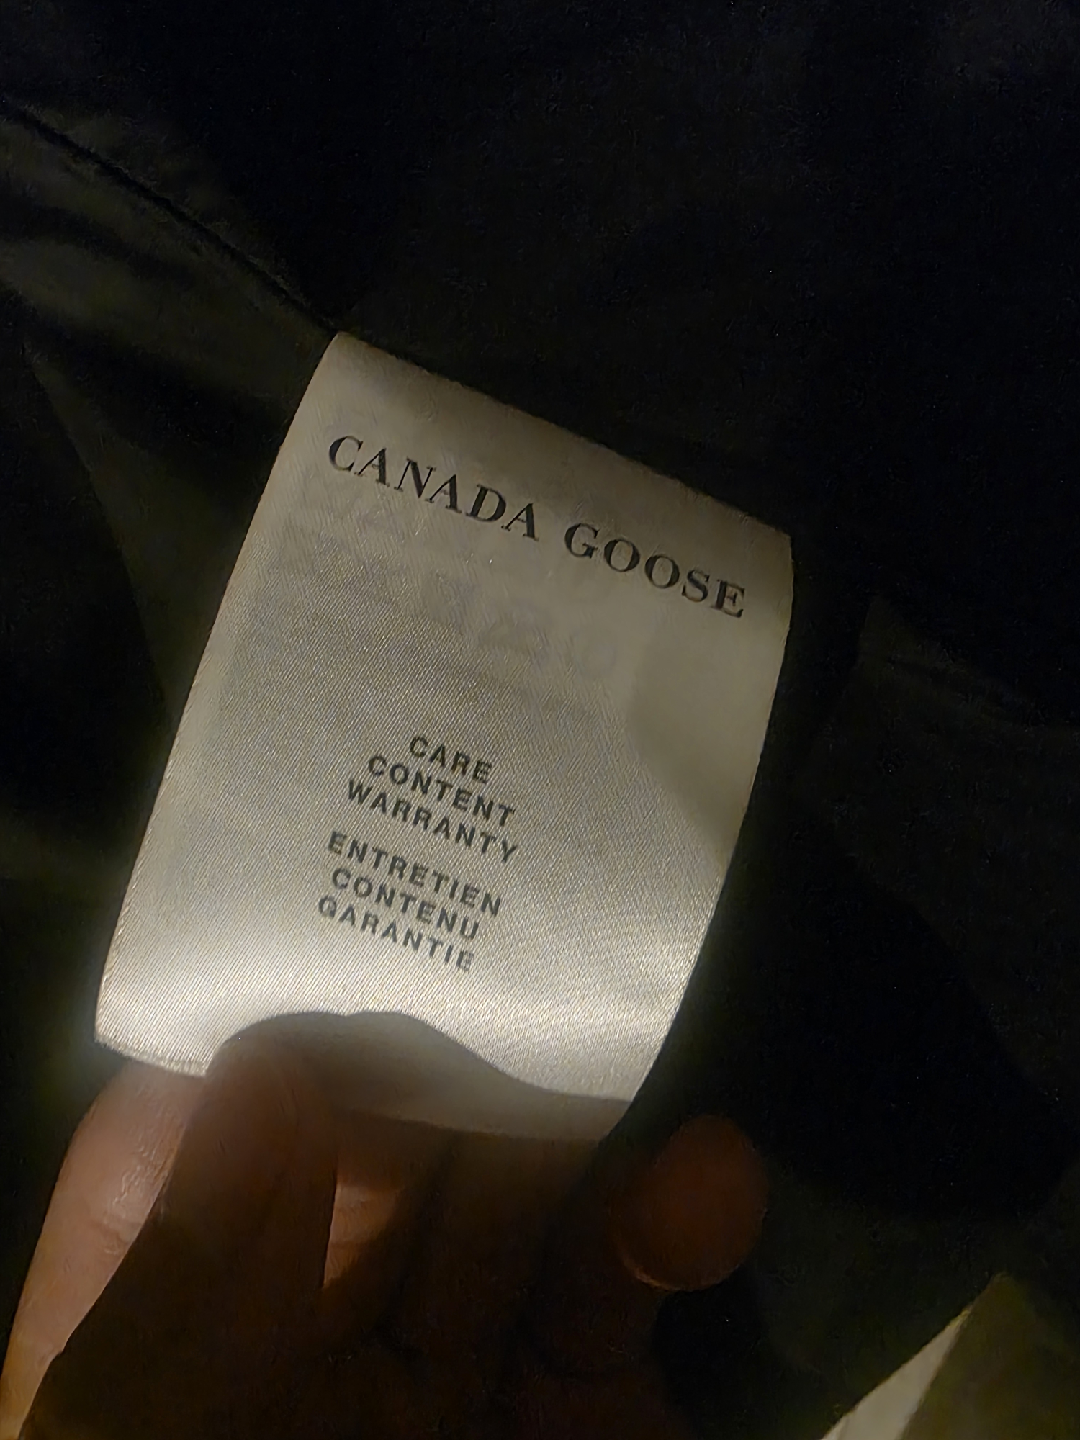 CANADA GOOSE
CARE
CONTENT
WARRANTY
ENTRETIEN
CONTENU
GARANTIE